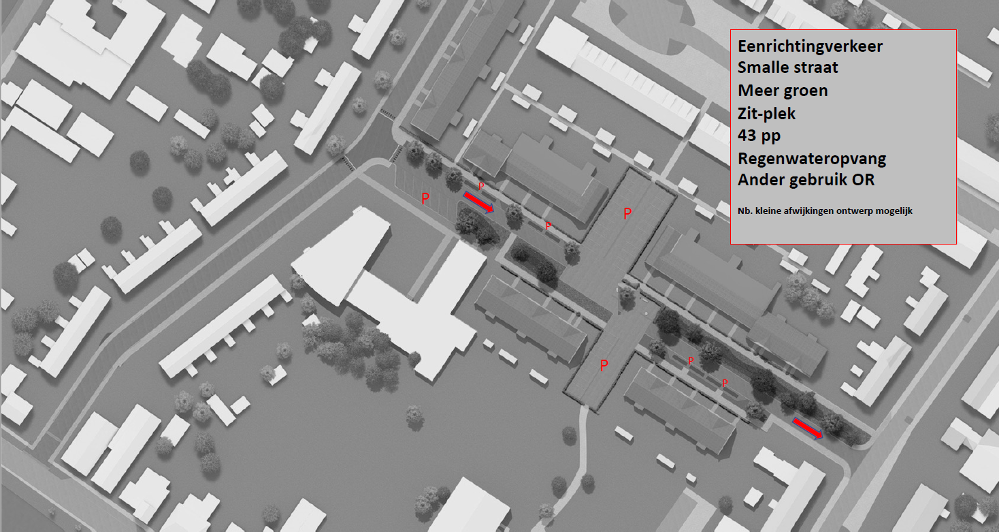 Eenrichtingverkeer
Smalle straat
Meer groen
Zit-plek
43 pp
Regenwateropvang
Ander gebruik OR
Nb. kleine afwijkingen ontwerp mogelijk
P
P
P
P
P
P
P
P